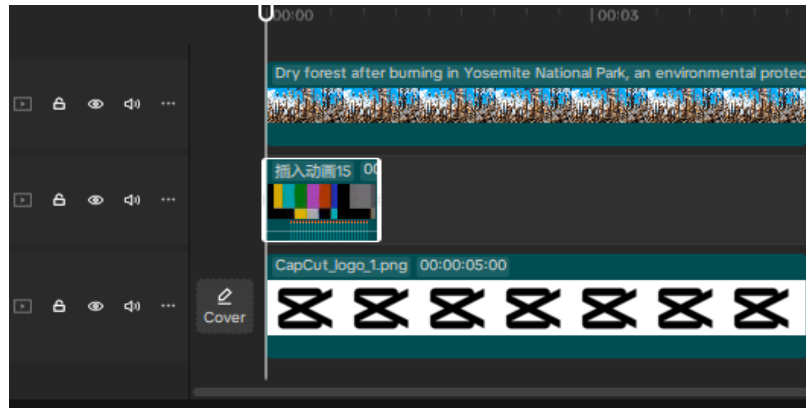 00:00
00:03
Dry forest after burning in Yosemite National Park, an environmental protec
插入动画15 00
CapCut_logo_1.png 00:00:05:00
Cover